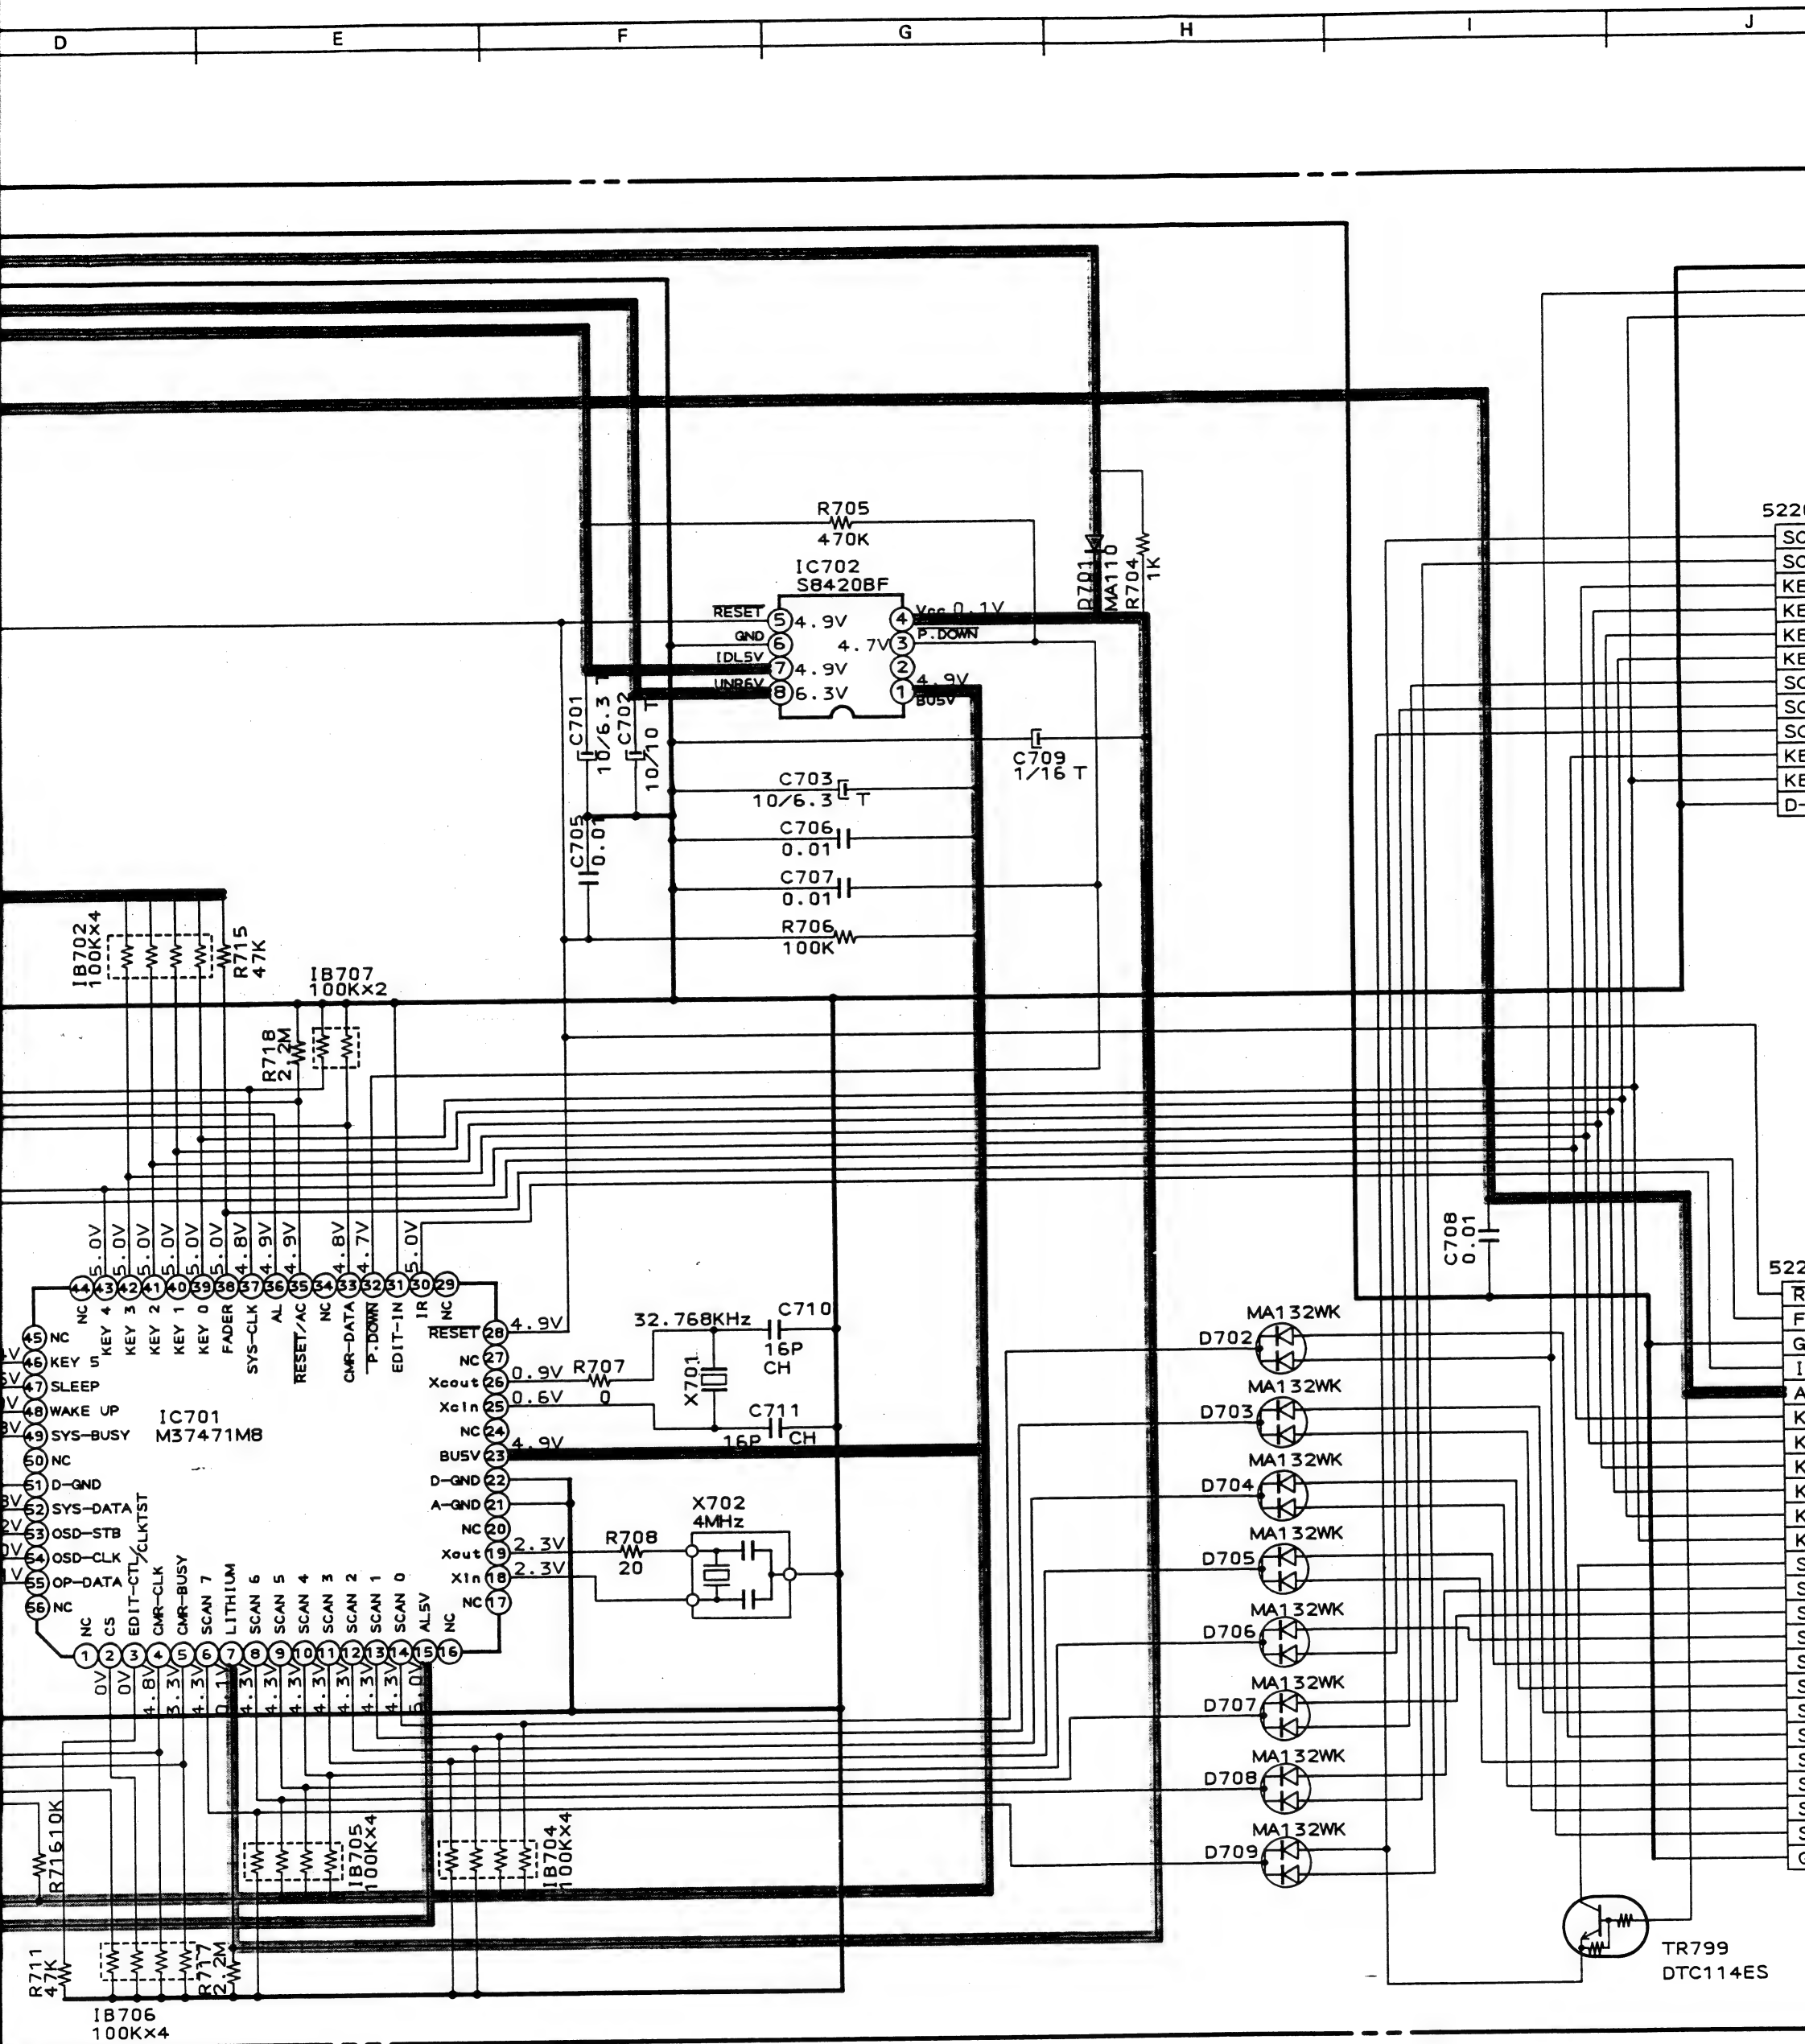 D E F G H I J
R705
470K
IC702
S8420BF
RESET
GND
IDL5V
UNR6V
5 4.9V
6
7 4.9V
8 6.3V
4 Vcc 0.1V
4.7V 3 P.DOWN
2
1 4.9V
BU5V
D701
MA110
R704
1K
C701
10/6.3 T
C702
10/10 T
C709
1/16 T
C703
10/6.3 T
C705
0.01
C706
0.01
C707
0.01
R706
100K
IB702
100K×4
R715
47K
IB707
100K×2
R718
2.2M
C708
0.01
5.0V 5.0V 5.0V 5.0V 5.0V 5.0V 4.8V 4.9V 4.9V 4.8V 4.7V 5.0V
44 43 42 41 40 39 38 37 36 35 34 33 32 31 30 29
NC
KEY 4
KEY 3
KEY 2
KEY 1
KEY 0
FADER
SYS-CLK
AL
RESET/AC
NC
CMR-DATA
P.DOWN
EDIT-IN
IR
NC
45 NC
46 KEY 5
47 SLEEP
48 WAKE UP
49 SYS-BUSY
50 NC
51 D-GND
52 SYS-DATA
53 OSD-STB
54 OSD-CLK
55 OP-DATA
56 NC
IC701
M37471M8
RESET 28 4.9V
NC 27
Xcout 26 0.9V
Xcin 25 0.6V
NC 24
BU5V 23 4.9V
D-GND 22
A-GND 21
NC 20
Xout 19 2.3V
Xin 18 2.3V
NC 17
R707
0
32.768KHz
X701
C710
16P
CH
C711
16P CH
X702
4MHz
R708
20
NC
CS
EDIT-CTL/CLKTST
CMR-CLK
CMR-BUSY
SCAN 7
LITHIUM
SCAN 6
SCAN 5
SCAN 4
SCAN 3
SCAN 2
SCAN 1
SCAN 0
AL5V
NC
1 2 3 4 5 6 7 8 9 10 11 12 13 14 15 16
0V 0V 4.8V 3.3V 4.3V 0.1V 4.3V 4.3V 4.3V 4.3V 4.3V 4.3V 4.3V 5.0V
MA132WK
D702
MA132WK
D703
MA132WK
D704
MA132WK
D705
MA132WK
D706
MA132WK
D707
MA132WK
D708
MA132WK
D709
R716 10K
IB705
100K×4
IB704
100K×4
R711
47K
R717
2.2M
IB706
100K×4
TR799
DTC114ES